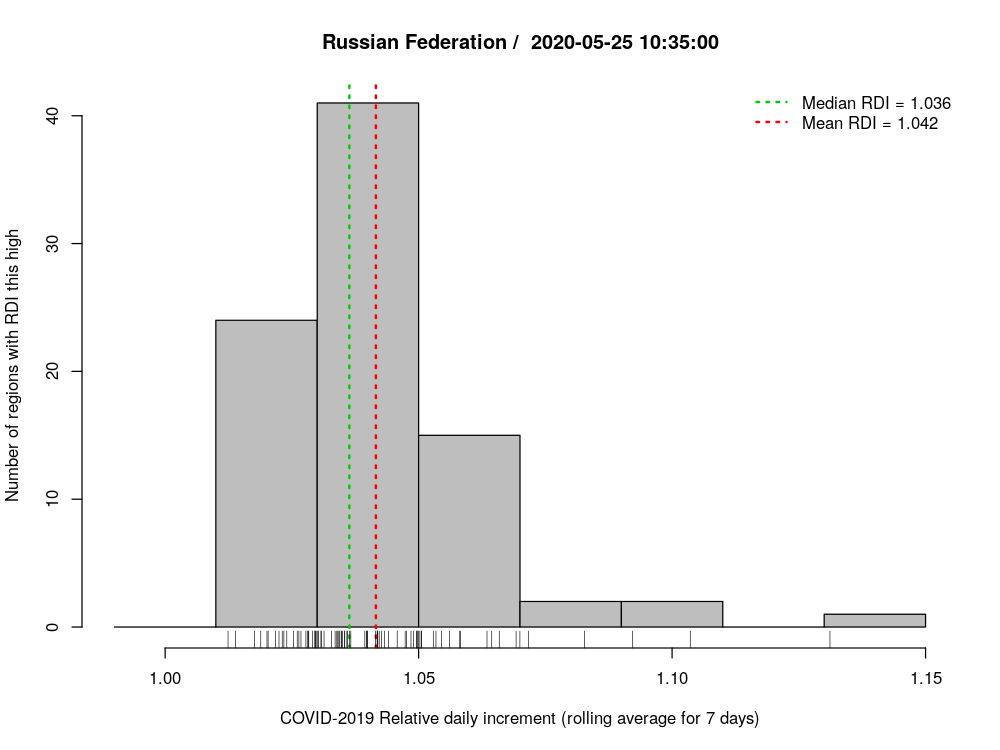 Russian Federation /  2020-05-25 10:35:00
Median RDI = 1.036
Mean RDI = 1.042
Number of regions with RDI this high
40
30
20
10
0
1.00 1.05 1.10 1.15
COVID-2019 Relative daily increment (rolling average for 7 days)